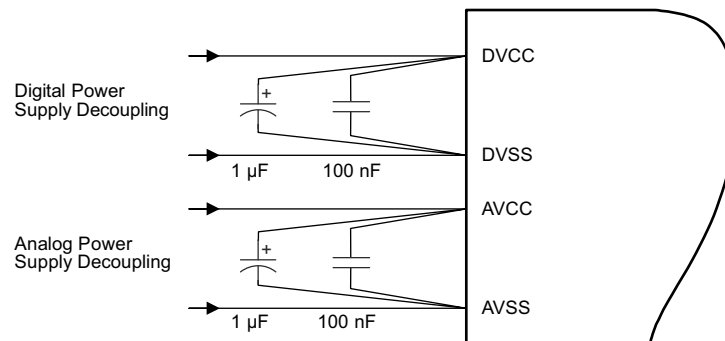 DVCC
Digital Power
Supply Decoupling
+
DVSS
1 µF 100 nF
AVCC
Analog Power
Supply Decoupling
+
AVSS
1 µF 100 nF